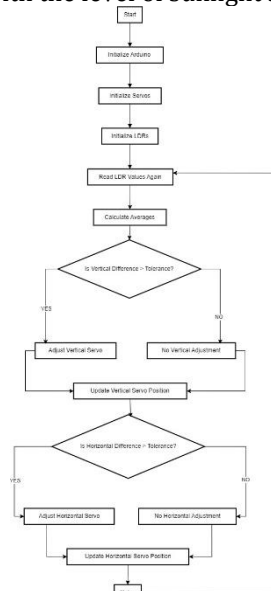 Start
Initialize Arduino
Initialize Servos
Initialize LDRs
Read LDR Values Again
Calculate Averages
Is Vertical Difference > Tolerance?
YES
NO
Adjust Vertical Servo
No Vertical Adjustment
Update Vertical Servo Position
Is Horizontal Difference > Tolerance?
YES
NO
Adjust Horizontal Servo
No Horizontal Adjustment
Update Horizontal Servo Position